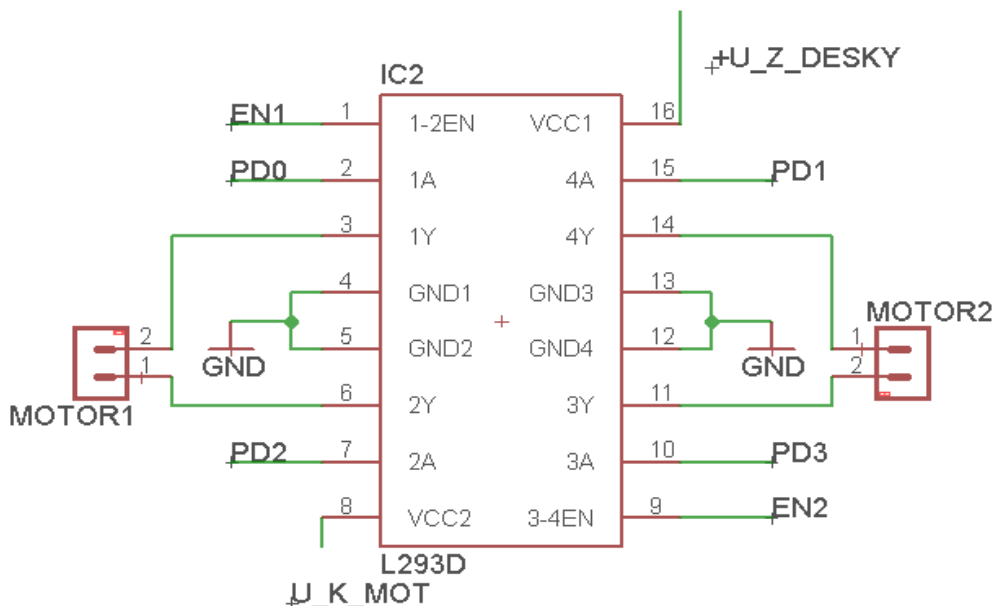 +U_Z_DESKY
IC2
EN1 1 1-2EN VCC1 16
PD0 2 1A 4A 15 PD1
3 1Y 4Y 14
4 GND1 GND3 13
MOTOR2
2 GND 5 GND2 GND4 12 GND 1
1 2
MOTOR1 6 2Y 3Y 11
PD2 7 2A 3A 10 PD3
8 VCC2 3-4EN 9 EN2
L293D
U_K_MOT